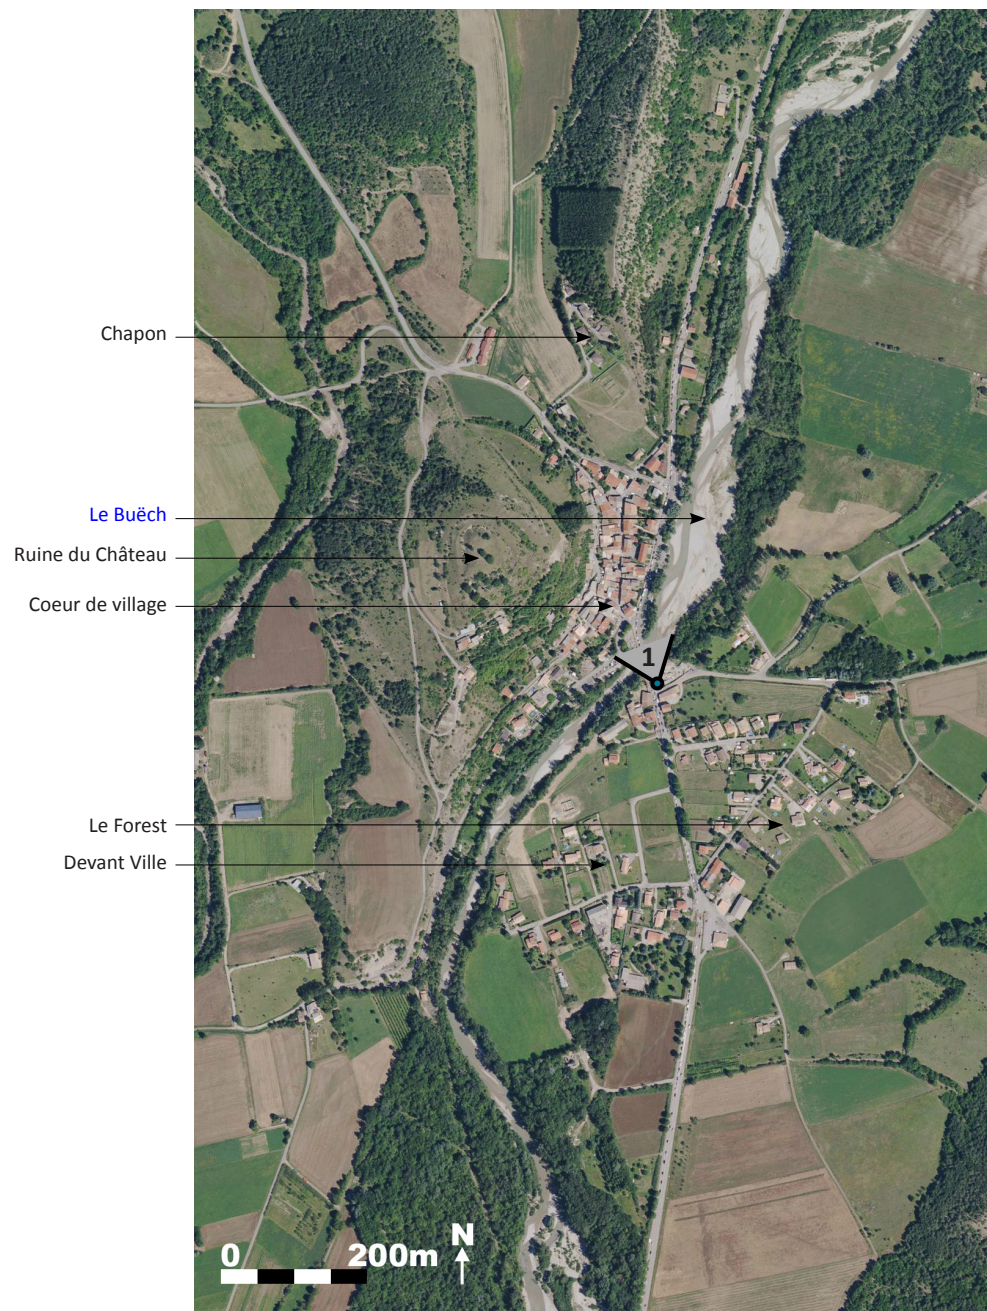 Chapon
Le Buëch
Ruine du Château
Coeur de village
1
Le Forest
Devant Ville
0 200m
N